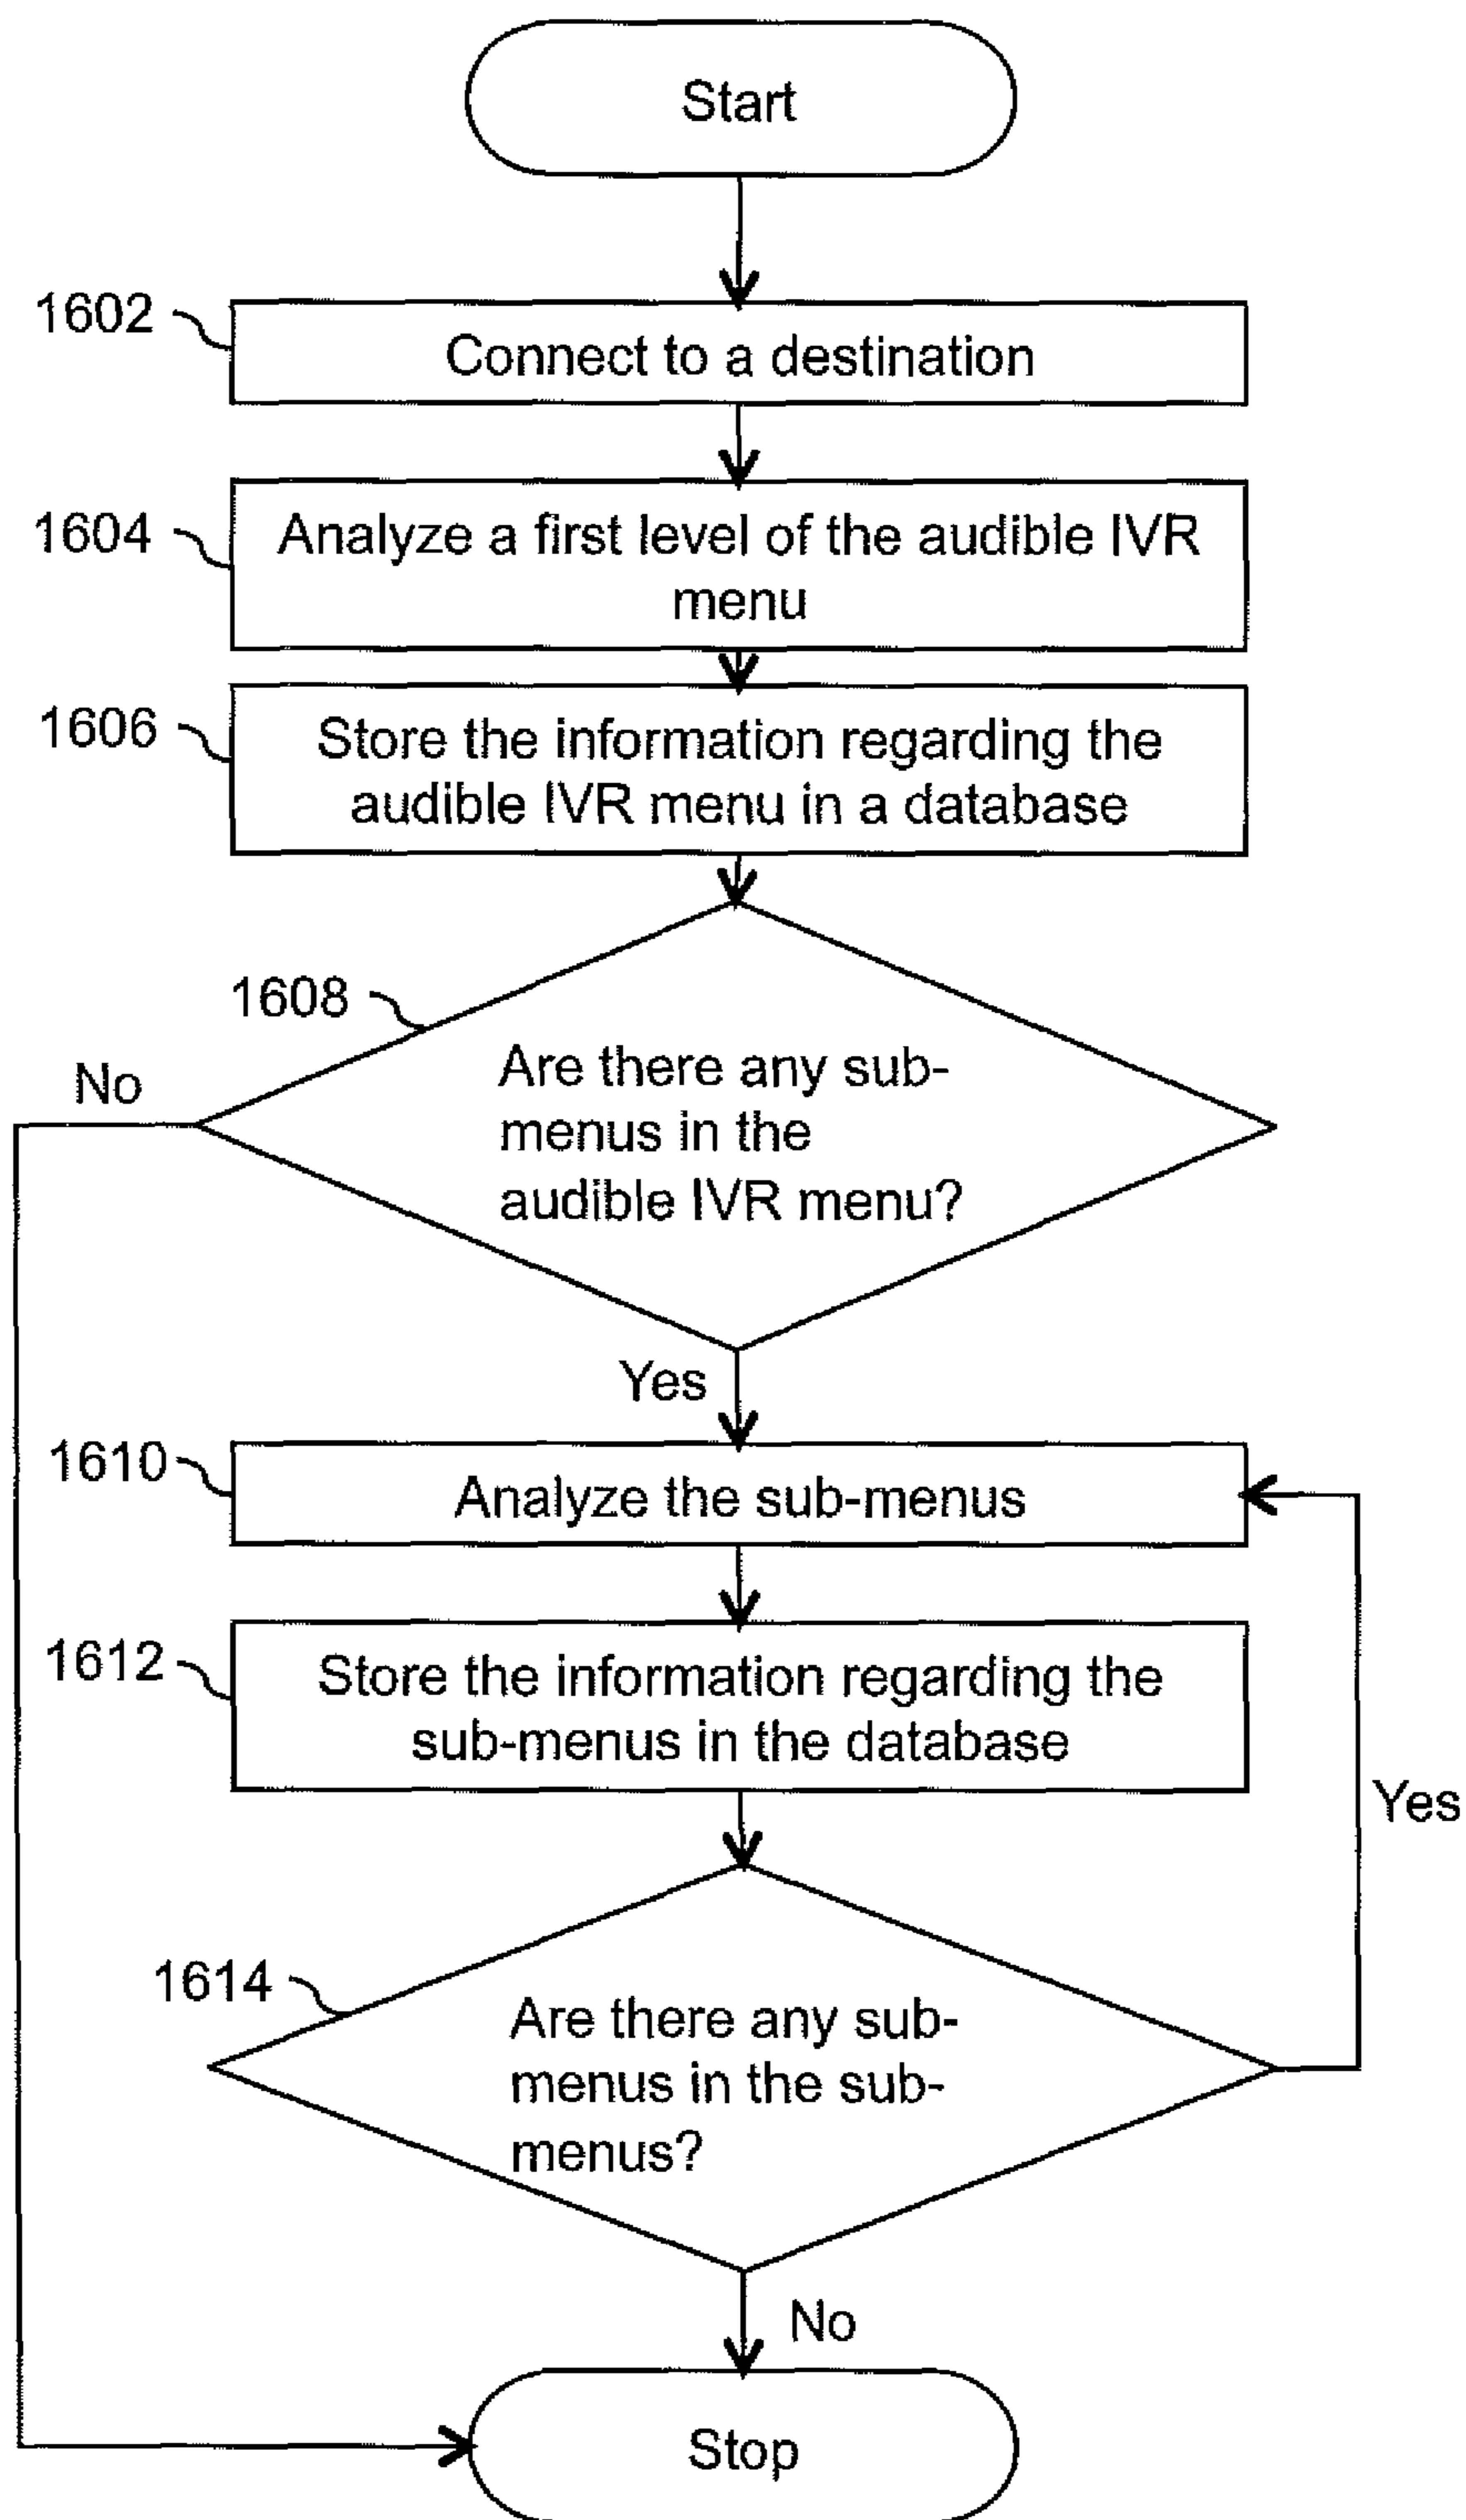 Start
1602
Connect to a destination
1604
Analyze a first level of the audible IVR
menu
1606
Store the information regarding the
audible IVR menu in a database
1608
Are there any sub-
menus in the
audible IVR menu?
No
Yes
1610
Analyze the sub-menus
1612
Store the information regarding the
sub-menus in the database
Yes
1614
Are there any sub-
menus in the sub-
menus?
No
Stop